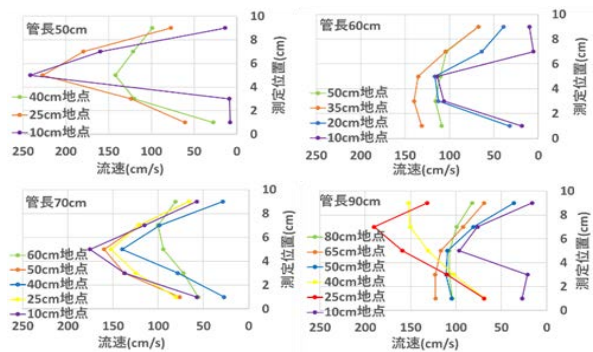 管長50cm
40cm地点
25cm地点
10cm地点
250 200 150 100 50 0
流速(cm/s)
10
8
6
4
2
0
測定位置(cm)
管長60cm
50cm地点
35cm地点
20cm地点
10cm地点
250 200 150 100 50 0
流速(cm/s)
10
8
6
4
2
0
測定位置(cm)
管長70cm
60cm地点
50cm地点
40cm地点
25cm地点
10cm地点
250 200 150 100 50 0
流速(cm/s)
10
8
6
4
2
0
測定位置(cm)
管長90cm
80cm地点
65cm地点
50cm地点
40cm地点
25cm地点
10cm地点
250 200 150 100 50 0
流速(cm/s)
10
8
6
4
2
0
測定位置(cm)